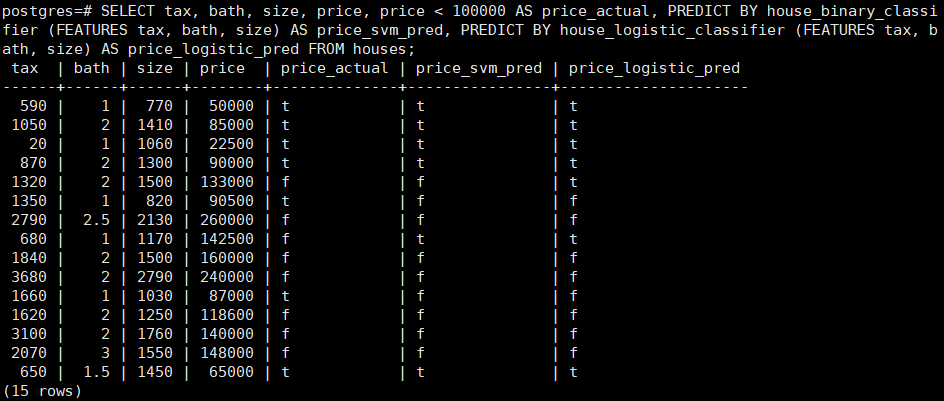 postgres=# SELECT tax, bath, size, price, price < 100000 AS price_actual, PREDICT BY house_binary_classi
fier (FEATURES tax, bath, size) AS price_svm_pred, PREDICT BY house_logistic_classifier (FEATURES tax, b
ath, size) AS price_logistic_pred FROM houses;
 tax  | bath | size | price  | price_actual | price_svm_pred | price_logistic_pred
------+------+------+--------+--------------+----------------+---------------------
  590 |    1 |  770 |  50000 | t            | t              | t
 1050 |    2 | 1410 |  85000 | t            | t              | t
   20 |    1 | 1060 |  22500 | t            | t              | t
  870 |    2 | 1300 |  90000 | t            | t              | t
 1320 |    2 | 1500 | 133000 | f            | f              | t
 1350 |    1 |  820 |  90500 | t            | f              | f
 2790 |  2.5 | 2130 | 260000 | f            | f              | f
  680 |    1 | 1170 | 142500 | f            | t              | t
 1840 |    2 | 1500 | 160000 | f            | f              | f
 3680 |    2 | 2790 | 240000 | f            | f              | f
 1660 |    1 | 1030 |  87000 | t            | f              | f
 1620 |    2 | 1250 | 118600 | f            | f              | f
 3100 |    2 | 1760 | 140000 | f            | f              | f
 2070 |    3 | 1550 | 148000 | f            | f              | f
  650 |  1.5 | 1450 |  65000 | t            | t              | t
(15 rows)